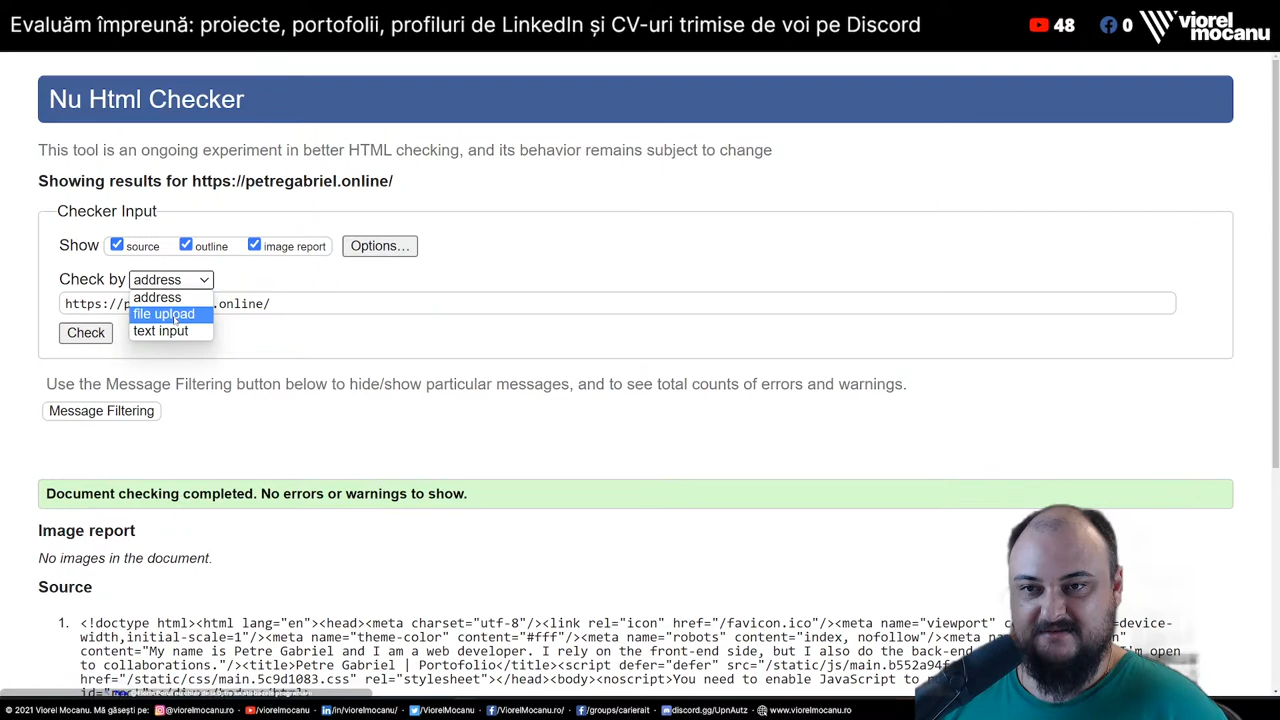 Evaluăm împreună: proiecte, portofolii, profiluri de LinkedIn și CV-uri trimise de voi pe Discord
48
0
viorel mocanu
Nu Html Checker
This tool is an ongoing experiment in better HTML checking, and its behavior remains subject to change
Showing results for https://petregabriel.online/
Checker Input
Show source outline image report Options…
Check by address
address
https://p .online/
file upload
Check text input
Use the Message Filtering button below to hide/show particular messages, and to see total counts of errors and warnings.
Message Filtering
Document checking completed. No errors or warnings to show.
Image report
No images in the document.
Source
1. <!doctype html><html lang="en"><head><meta charset="utf-8"/><link rel="icon" href="/favicon.ico"/><meta name="viewport" =device-
width,initial-scale=1"/><meta name="theme-color" content="#fff"/><meta name="robots" content="index, nofollow"/><meta
content="My name is Petre Gabriel and I am a web developer. I rely on the front-end side, but I also do the back-end open
to collaborations."/><title>Petre Gabriel | Portofolio</title><script defer="defer" src="/static/js/main.b552a94f
href="/static/css/main.5c9d1083.css" rel="stylesheet"></head><body><noscript>You need to enable JavaScript to
© 2021 Viorel Mocanu. Mă găsești pe: @viorelmocanu.ro /viorelmocanu in/viorelmocanu/ /ViorelMocanu /ViorelMocanu.ro/ /groups/carierait discord.gg/UpnAutz www.viorelmocanu.ro